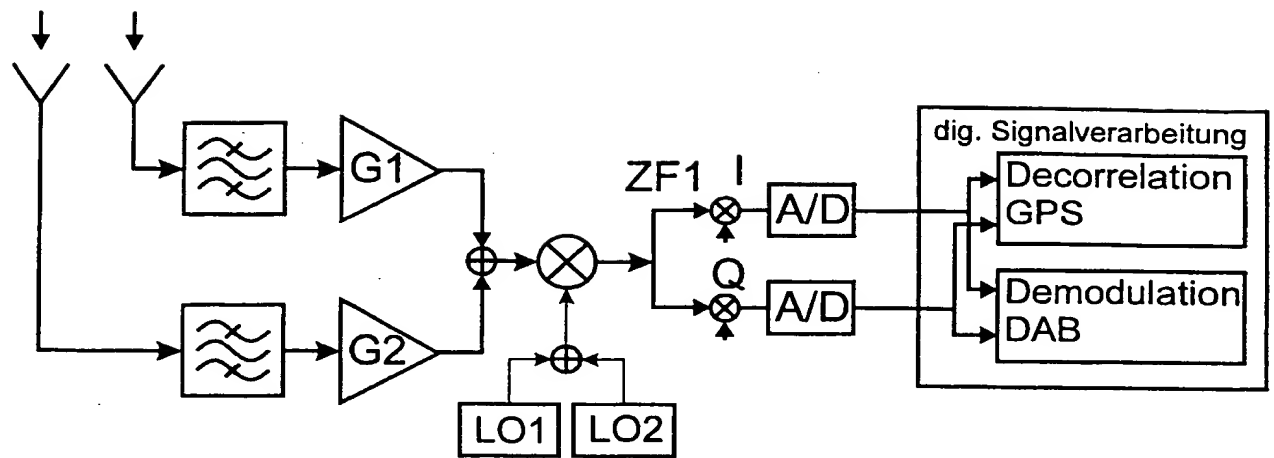 G1
G2
LO1
LO2
ZF1
I
Q
A/D
A/D
dig. Signalverarbeitung
Decorrelation
GPS
Demodulation
DAB